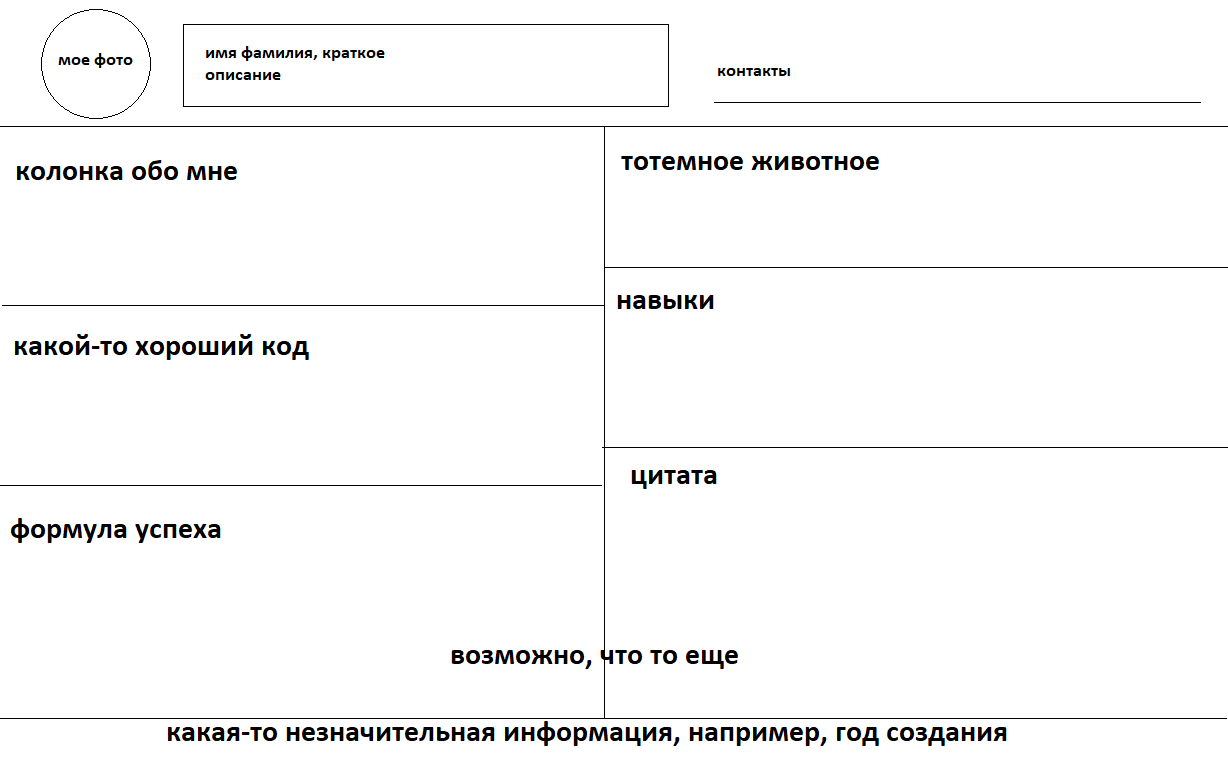 мое фото
имя фамилия, краткое
описание
контакты
колонка обо мне
тотемное животное
навыки
какой-то хороший код
цитата
формула успеха
возможно, что то еще
какая-то незначительная информация, например, год создания